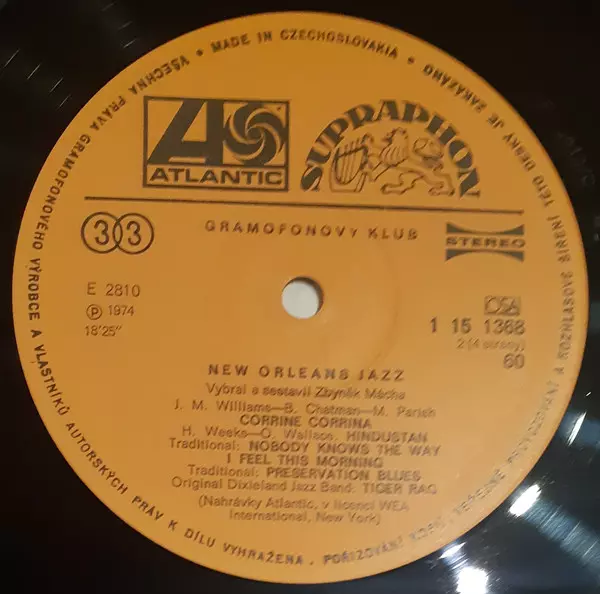 VŠECHNA PRÁVA GRAMOFONOVÉHO VÝROBCE A VLASTNÍKŮ AUTORSKÝCH PRÁV K DÍLU VYHRAŽENA. POŘIZOVÁNÍ KOPIÍ, VEŘEJNÉ PROVOZOVÁNÍ A ROZHLASOVÉ ŠÍŘENÍ TÉTO DESKY JE ZAKÁZÁNO
• MADE IN CZECHOSLOVAKIA •
ATLANTIC
SUPRAPHON
33
GRAMOFONOVÝ KLUB
STEREO
E 2810
℗ 1974
18'25"
OSA
1 15 1368
2 (4 strany)
60
NEW ORLEANS JAZZ
Vybral a sestavil Zbyněk Mácha
J. M. Williams—B. Chatman—M. Parish
CORRINE CORRINA
H. Weeks—O. Wallace: HINDUSTAN
Traditional: NOBODY KNOWS THE WAY
I FEEL THIS MORNING
Traditional: PRESERVATION BLUES
Original Dixieland Jazz Band: TIGER RAG
(Nahrávky Atlantic, v licenci WEA
International, New York)